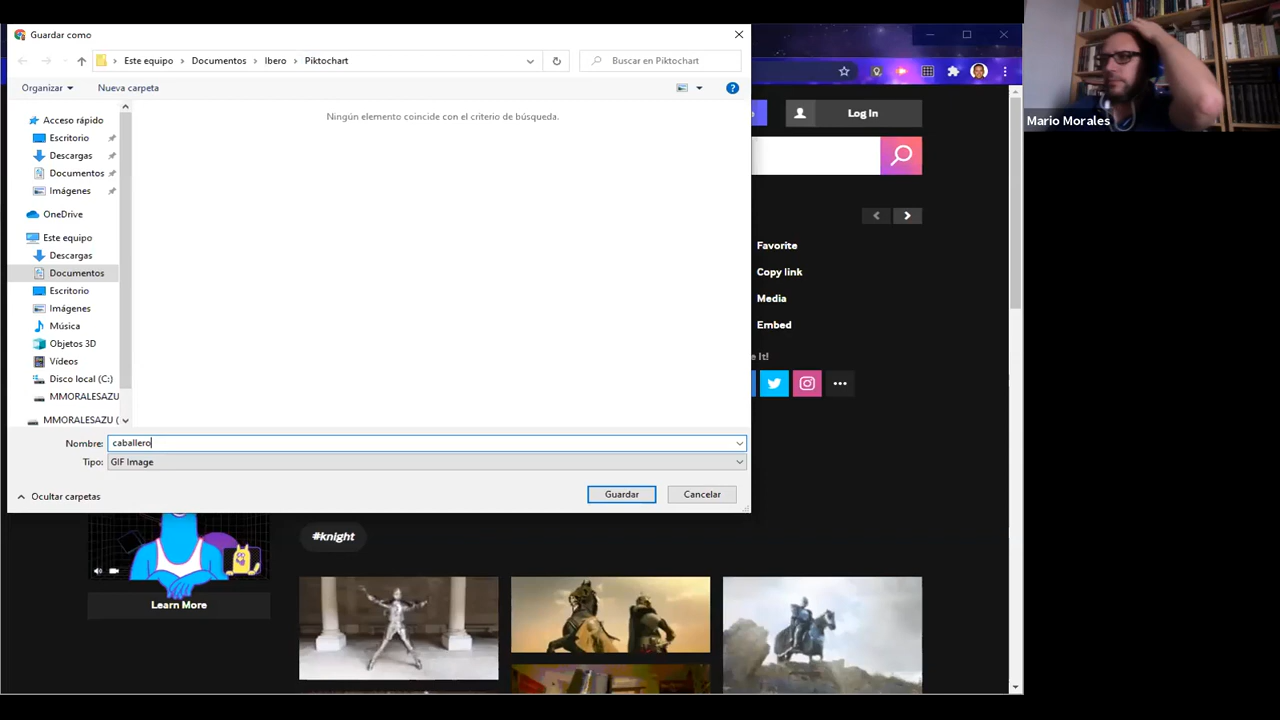 Guardar como
Este equipo
Documentos
Ibero
Piktochart
Buscar en Piktochart
Organizar
Nueva carpeta
Acceso rápido
Escritorio
Descargas
Documentos
Imágenes
OneDrive
Este equipo
Descargas
Documentos
Escritorio
Imágenes
Música
Objetos 3D
Vídeos
Disco local (C:)
MMORALESAZU
MMORALESAZU (
Ningún elemento coincide con el criterio de búsqueda.
Nombre: caballero
Tipo: GIF Image
Ocultar carpetas
Guardar
Cancelar
Log In
Favorite
Copy link
Media
Embed
e It!
#knight
Learn More
Mario Morales